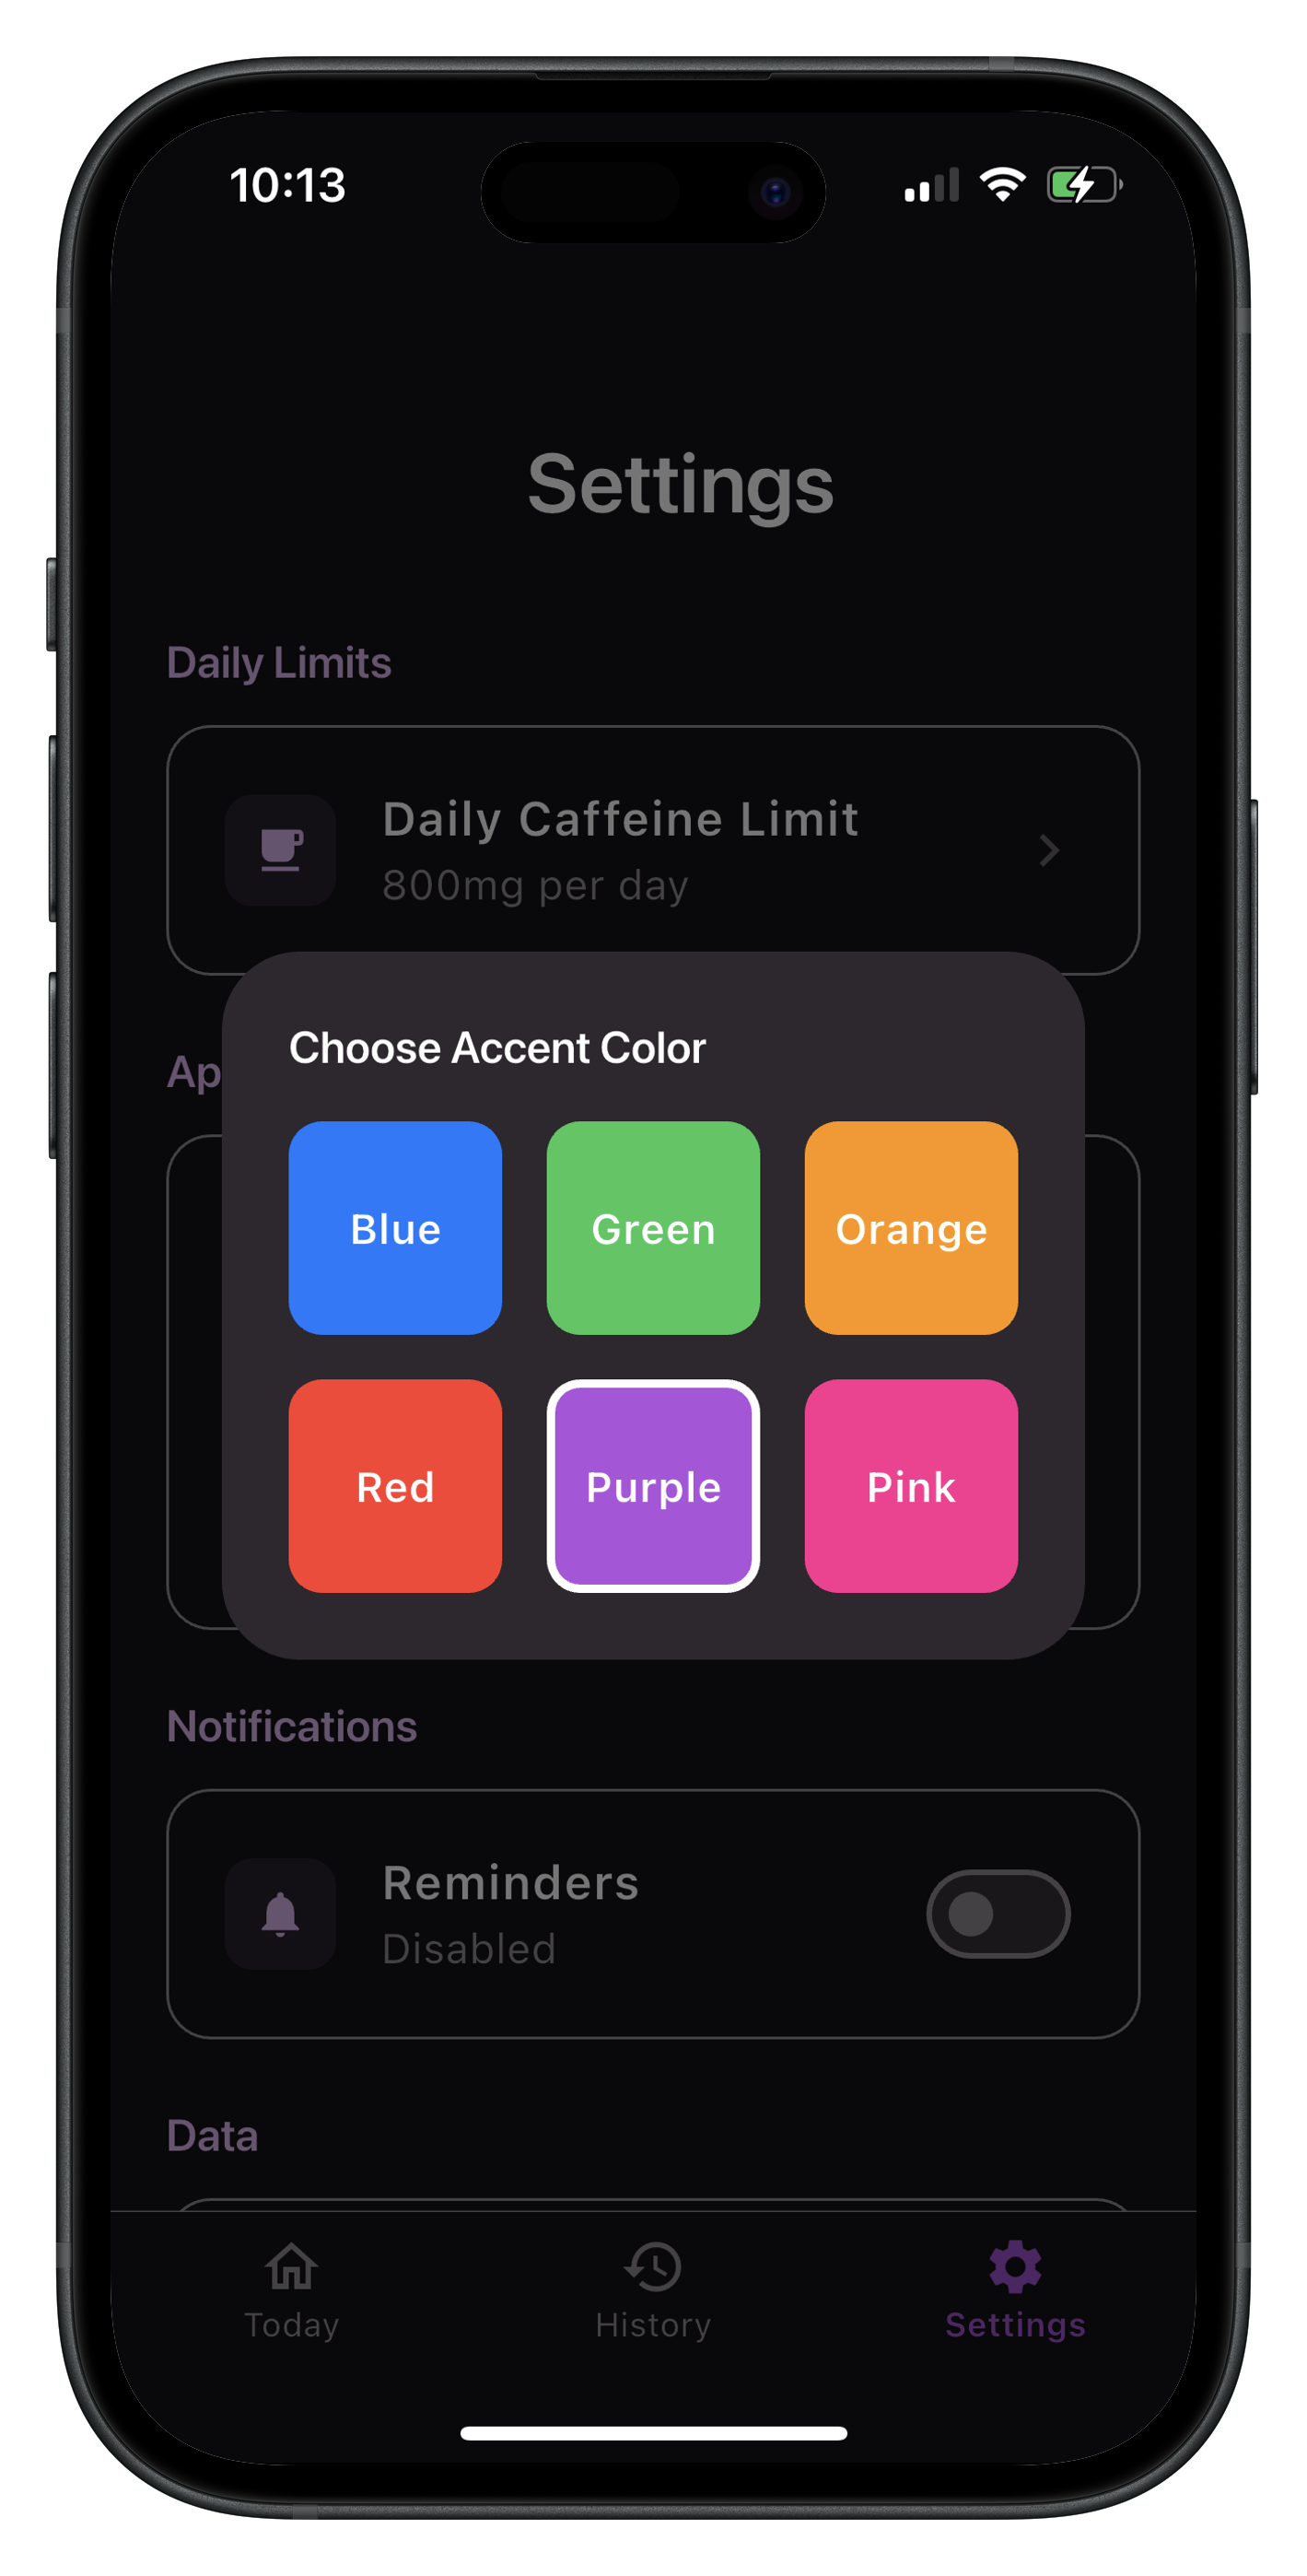 10:13
Settings
Daily Limits
Daily Caffeine Limit
800mg per day
Ap
Choose Accent Color
Blue
Green
Orange
Red
Purple
Pink
Notifications
Reminders
Disabled
Data
Today
History
Settings